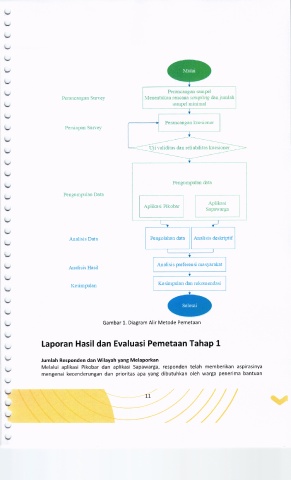 Mulai
Perancangan Survey
Perancangan sampel
Menentukan sampel minimal
Persiapan Survey
Perancangan kuesioner
Uji validitas dan reliabilitas kuesioner
Pengumpulan Data
Pengumpulan data
Aplikasi Pikobar
Aplikasi
Sapawarga
Analisis Data
Pengolahan data
Analisis deskriptif
Analisis Hasil
Analisis preferensi masyarakat
Kesimpulan
Kesimpulan dan rekomendasi
Selesai
Gambar 1. Diagram Alir Metode Pemetaan
Laporan Hasil dan Evaluasi Pemetaan Tahap 1
Jumlah Responden dan Wilayah yang Melaporkan
Melalui aplikasi Pikobar dan aplikasi Sapawarga, responden telah memberikan aspirasinya
mengenai kecenderungan dan prioritas apa yang dibutuhkan oleh warga penerima bantuan
11